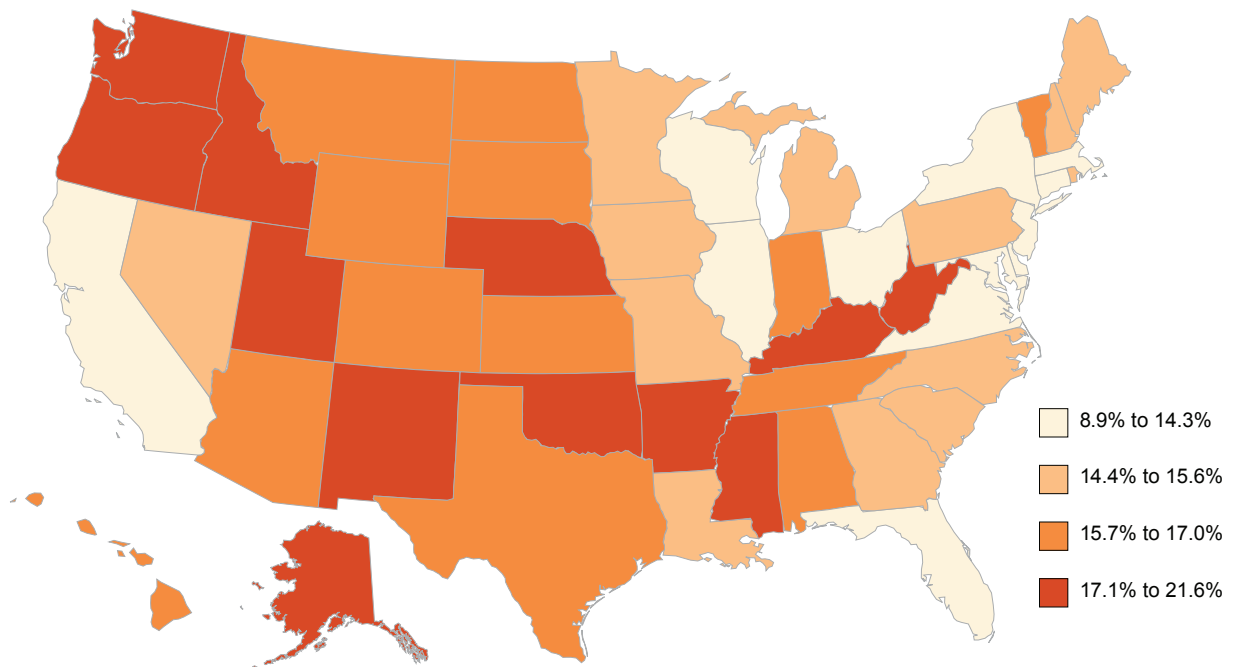 8.9% to 14.3%
14.4% to 15.6%
15.7% to 17.0%
17.1% to 21.6%